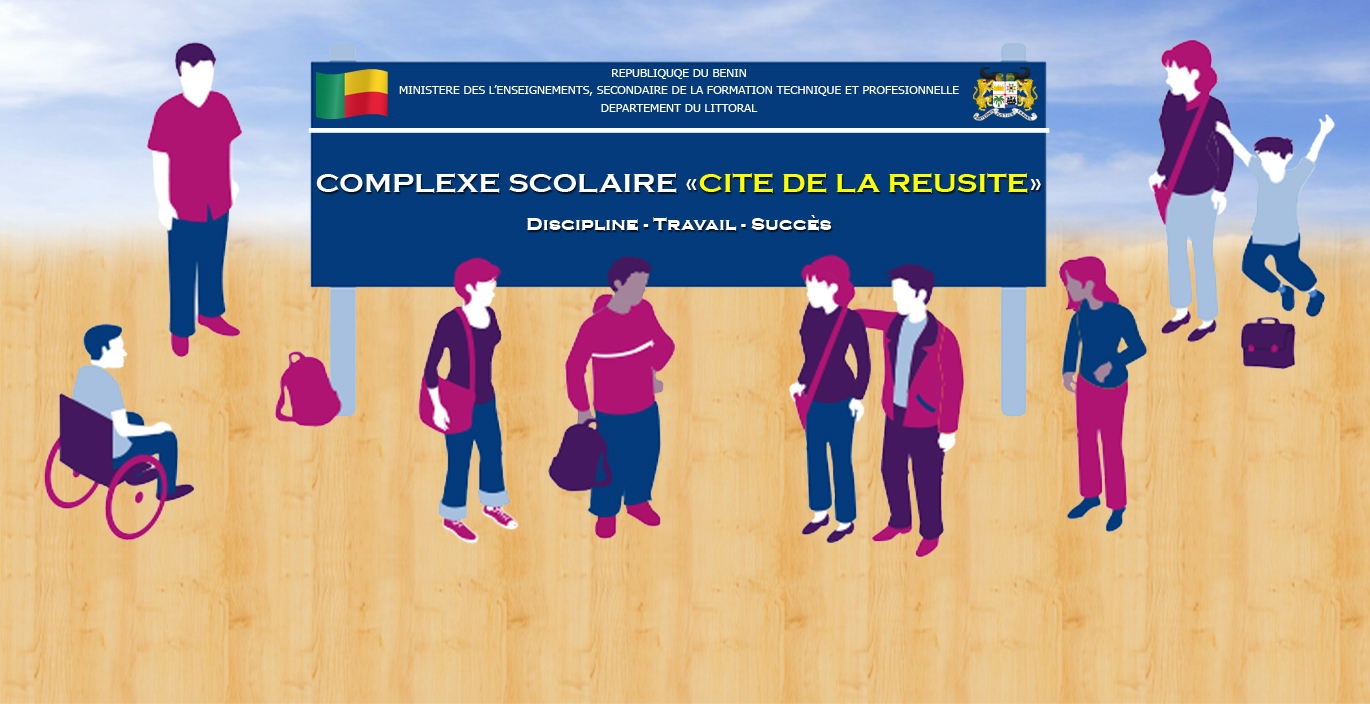 REPUBLIQUQE DU BENIN
MINISTERE DES L'ENSEIGNEMENTS, SECONDAIRE DE LA FORMATION TECHNIQUE ET PROFESIONNELLE
DEPARTEMENT DU LITTORAL
COMPLEXE SCOLAIRE «CITE DE LA REUSITE»
Discipline - Travail - Succès